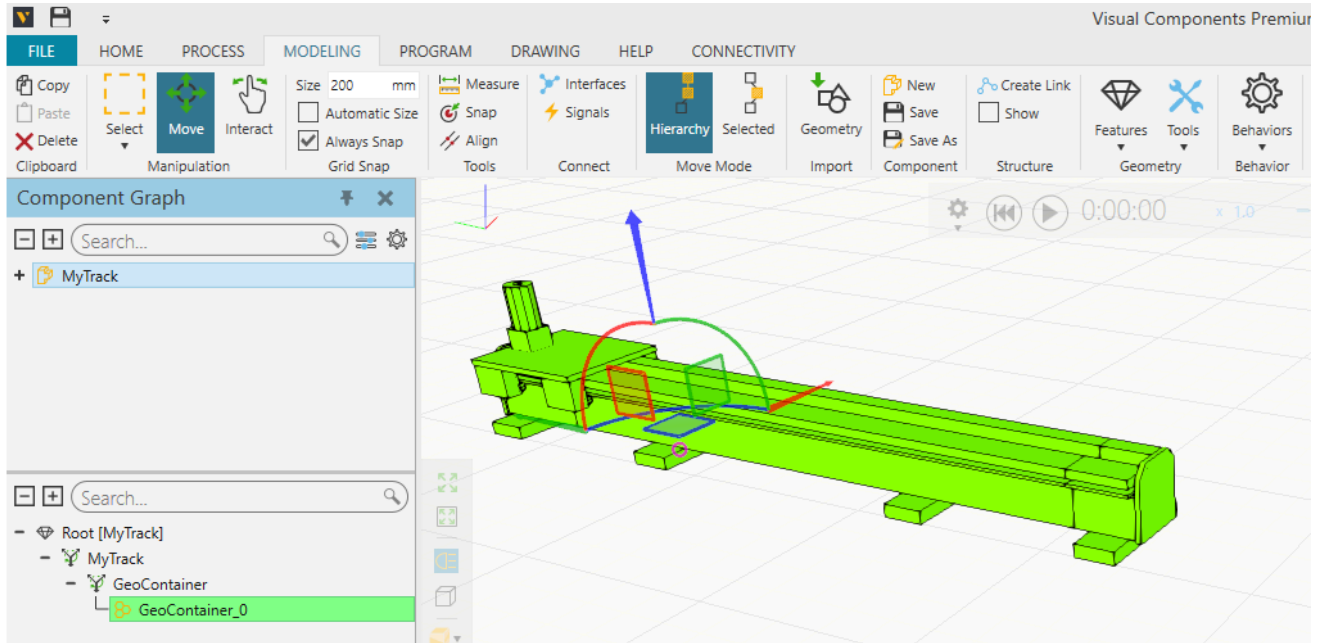 Visual Components Premiu
FILE HOME PROCESS MODELING PROGRAM DRAWING HELP CONNECTIVITY
Copy
Paste
Delete
Clipboard
Select
Move
Interact
Manipulation
Size 200 mm
Automatic Size
Always Snap
Grid Snap
Measure
Snap
Align
Tools
Interfaces
Signals
Connect
Hierarchy
Selected
Move Mode
Geometry
Import
New
Save
Save As
Component
Create Link
Show
Structure
Features
Tools
Geometry
Behaviors
Behavior
Component Graph
Search...
MyTrack
0:00:00
x 1.0
Search...
Root [MyTrack]
MyTrack
GeoContainer
GeoContainer_0